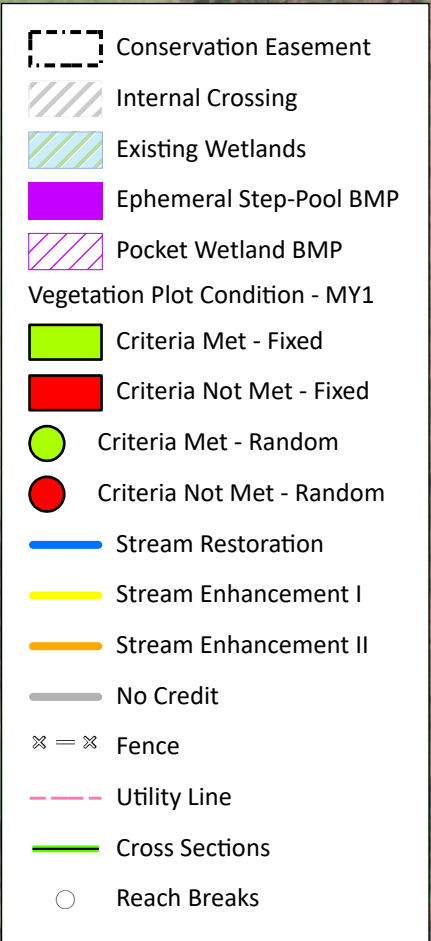 Conservation Easement
Internal Crossing
Existing Wetlands
Ephemeral Step-Pool BMP
Pocket Wetland BMP
Vegetation Plot Condition - MY1
Criteria Met - Fixed
Criteria Not Met - Fixed
Criteria Met - Random
Criteria Not Met - Random
Stream Restoration
Stream Enhancement I
Stream Enhancement II
No Credit
Fence
Utility Line
Cross Sections
Reach Breaks